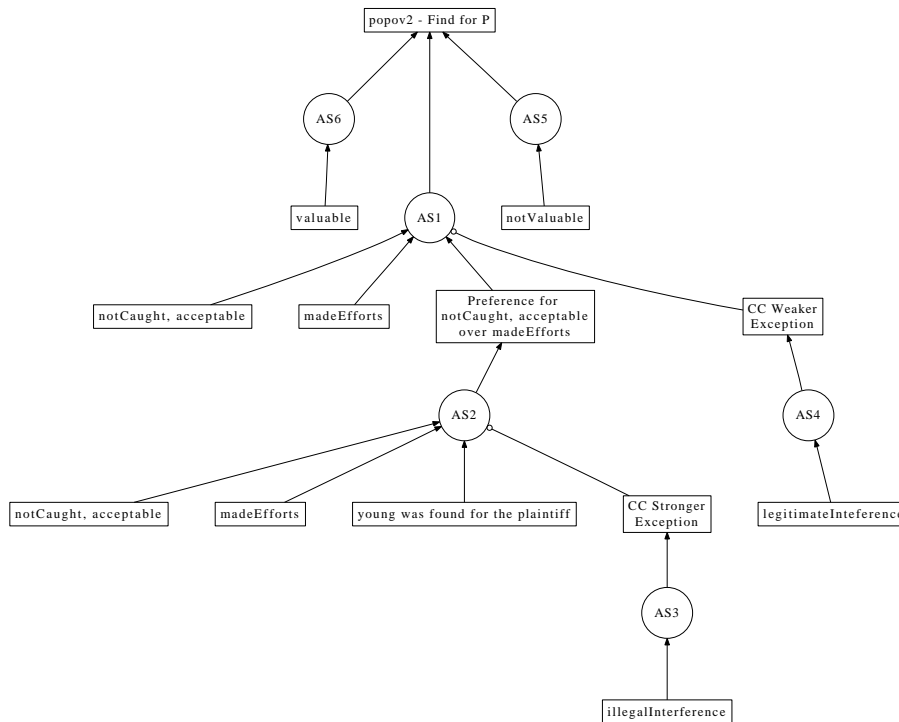 popov2 - Find for P
AS6
AS5
valuable
AS1
notValuable
notCaught, acceptable
madeEfforts
Preference for
notCaught, acceptable
over madeEfforts
CC Weaker
Exception
AS2
AS4
notCaught, acceptable
madeEfforts
young was found for the plaintiff
CC Stronger
Exception
legitimateInteference
AS3
illegalInterference